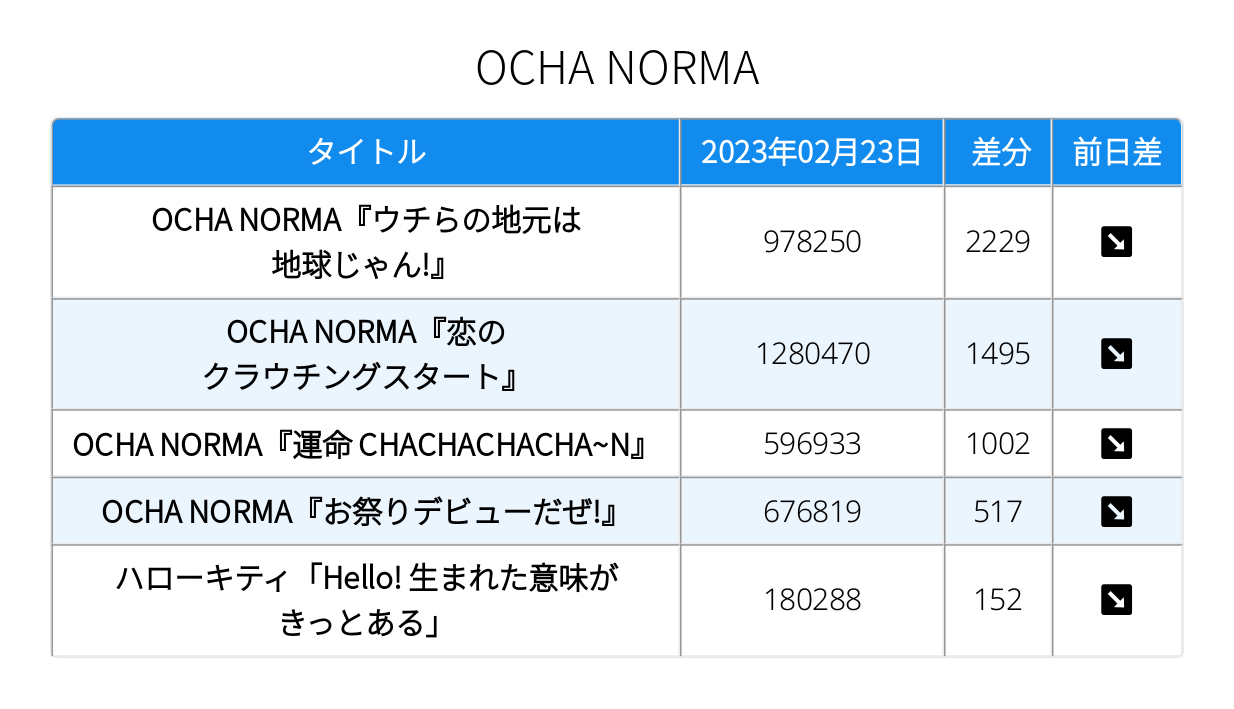 OCHA NORMA
タイトル 2023年02月23日 差分 前日差
OCHA NORMA『ウチらの地元は
地球じゃん!』
978250 2229
OCHA NORMA『恋の
クラウチングスタート』
1280470 1495
OCHA NORMA『運命 CHACHACHACHA~N』 596933 1002
OCHA NORMA『お祭りデビューだぜ!』 676819 517
ハローキティ「Hello! 生まれた意味が
きっとある」
180288 152